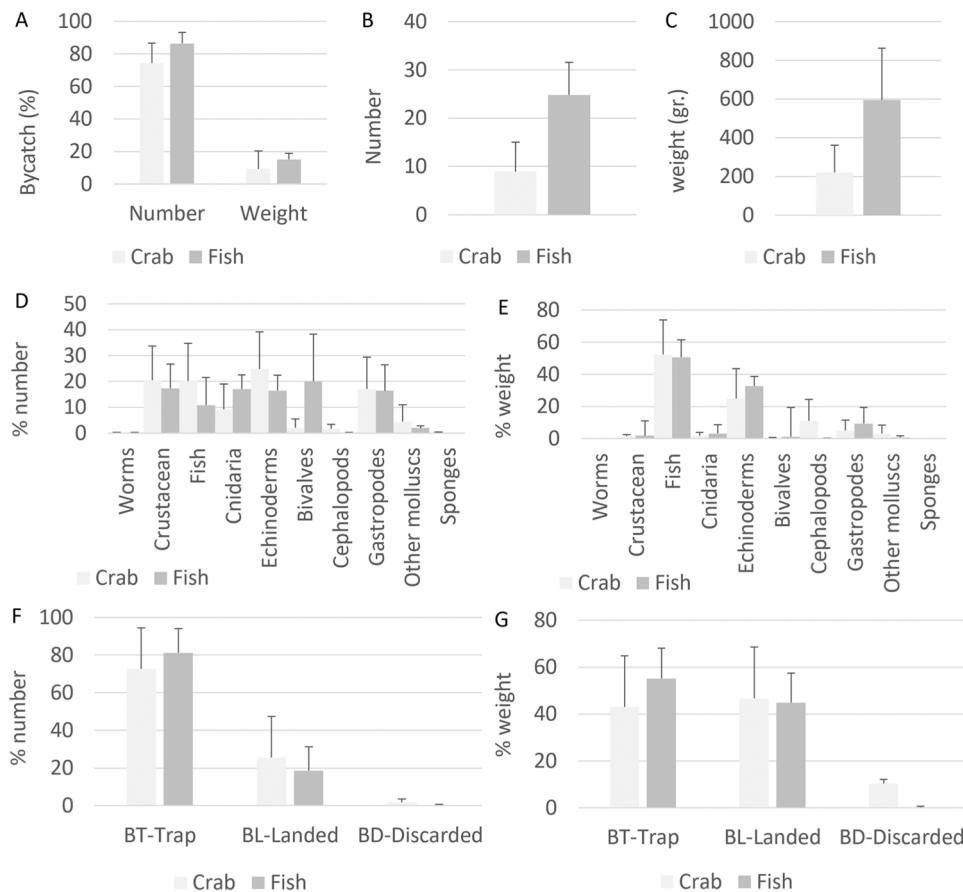 A
Bycatch (%)
100
80
60
40
20
0
Number Weight
Crab Fish
B
Number
40
30
20
10
0
Crab Fish
C
weight (gr.)
1000
800
600
400
200
0
Crab Fish
D
% number
50
40
30
20
10
0
Worms
Crustacean
Fish
Cnidaria
Echinoderms
Bivalves
Cephalopods
Gastropodes
Other molluscs
Sponges
Crab Fish
E
% weight
80
60
40
20
0
Worms
Crustacean
Fish
Cnidaria
Echinoderms
Bivalves
Cephalopods
Gastropodes
Other molluscs
Sponges
Crab Fish
F
% number
100
80
60
40
20
0
BT-Trap BL-Landed BD-Discarded
Crab Fish
G
% weight
80
60
40
20
0
BT-Trap BL-Landed BD-Discarded
Crab Fish